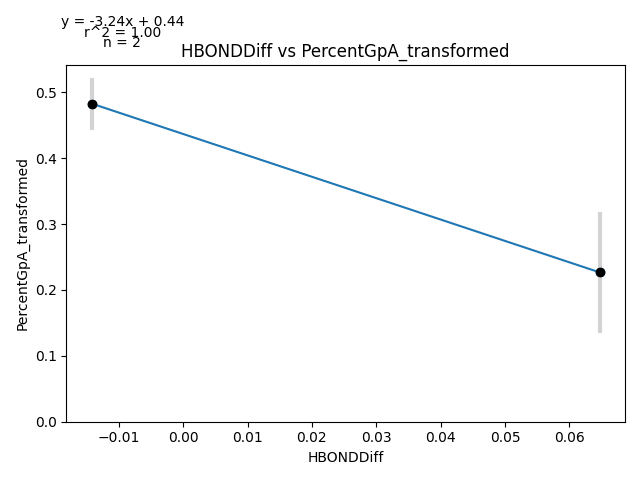 y = -3.24x + 0.44
r^2 = 1.00
n = 2
HBONDDiff vs PercentGpA_transformed
PercentGpA_transformed
0.5
0.4
0.3
0.2
0.1
0.0
−0.01 0.00 0.01 0.02 0.03 0.04 0.05 0.06
HBONDDiff